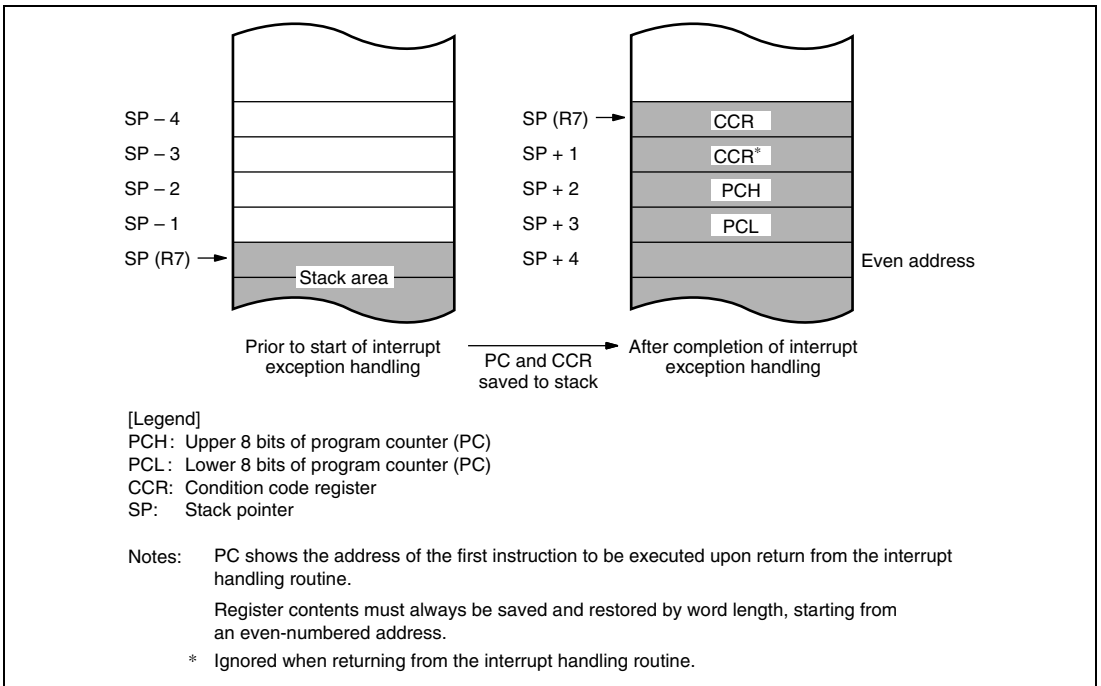 SP – 4
SP – 3
SP – 2
SP – 1
SP (R7)
Stack area
SP (R7)
SP + 1
SP + 2
SP + 3
SP + 4
CCR
CCR*
PCH
PCL
Even address
Prior to start of interrupt
exception handling
PC and CCR
saved to stack
After completion of interrupt
exception handling
[Legend]
PCH: Upper 8 bits of program counter (PC)
PCL: Lower 8 bits of program counter (PC)
CCR: Condition code register
SP: Stack pointer
Notes: PC shows the address of the first instruction to be executed upon return from the interrupt
handling routine.
Register contents must always be saved and restored by word length, starting from
an even-numbered address.
* Ignored when returning from the interrupt handling routine.